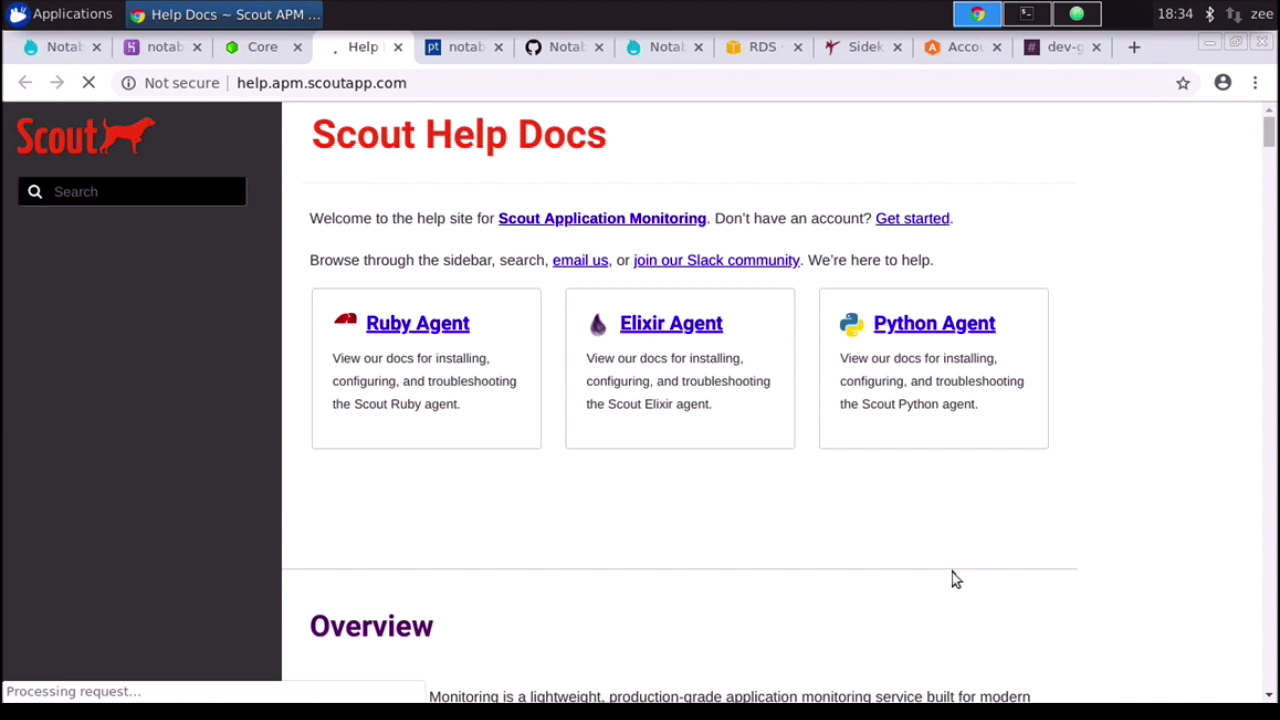 Applications
Help Docs ~ Scout APM ...
18:34
zee
Notab
notab
Core
Help
notab
Notab
Notab
RDS
Sidek
Accou
dev-g
Not secure
help.apm.scoutapp.com
Scout
Search
Scout Help Docs
Welcome to the help site for Scout Application Monitoring. Don't have an account? Get started.
Browse through the sidebar, search, email us, or join our Slack community. We're here to help.
Ruby Agent
View our docs for installing,
configuring, and troubleshooting
the Scout Ruby agent.
Elixir Agent
View our docs for installing,
configuring, and troubleshooting
the Scout Elixir agent.
Python Agent
View our docs for installing,
configuring, and troubleshooting
the Scout Python agent.
Overview
Monitoring is a lightweight, production-grade application monitoring service built for modern
Processing request...